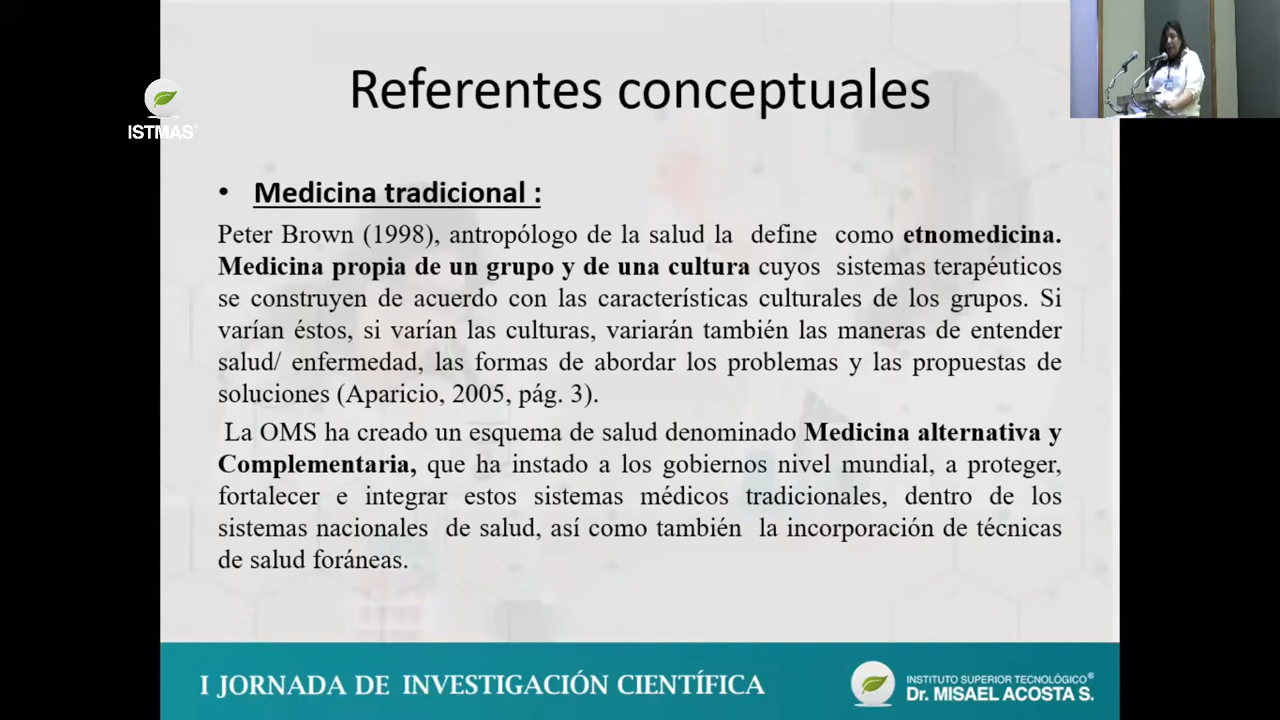 Referentes conceptuales
ISTMAS
• Medicina tradicional :
Peter Brown (1998), antropólogo de la salud la define como etnomedicina.
Medicina propia de un grupo y de una cultura cuyos sistemas terapéuticos
se construyen de acuerdo con las características culturales de los grupos. Si
varían éstos, si varían las culturas, variarán también las maneras de entender
salud/ enfermedad, las formas de abordar los problemas y las propuestas de
soluciones (Aparicio, 2005, pág. 3).
La OMS ha creado un esquema de salud denominado Medicina alternativa y
Complementaria, que ha instado a los gobiernos nivel mundial, a proteger,
fortalecer e integrar estos sistemas médicos tradicionales, dentro de los
sistemas nacionales de salud, así como también la incorporación de técnicas
de salud foráneas.
I JORNADA DE INVESTIGACIÓN CIENTÍFICA
INSTITUTO SUPERIOR TECNOLÓGICO®
Dr. MISAEL ACOSTA S.